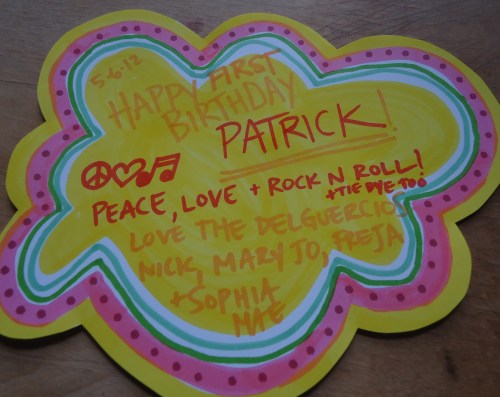 5-6-12
HAPPY FIRST
BIRTHDAY
PATRICK!
PEACE, LOVE + ROCK N ROLL!
+TIE DYE TOO
LOVE THE DELGUERCIOS
NICK, MARY JO, FREJA
+SOPHIA
MAE